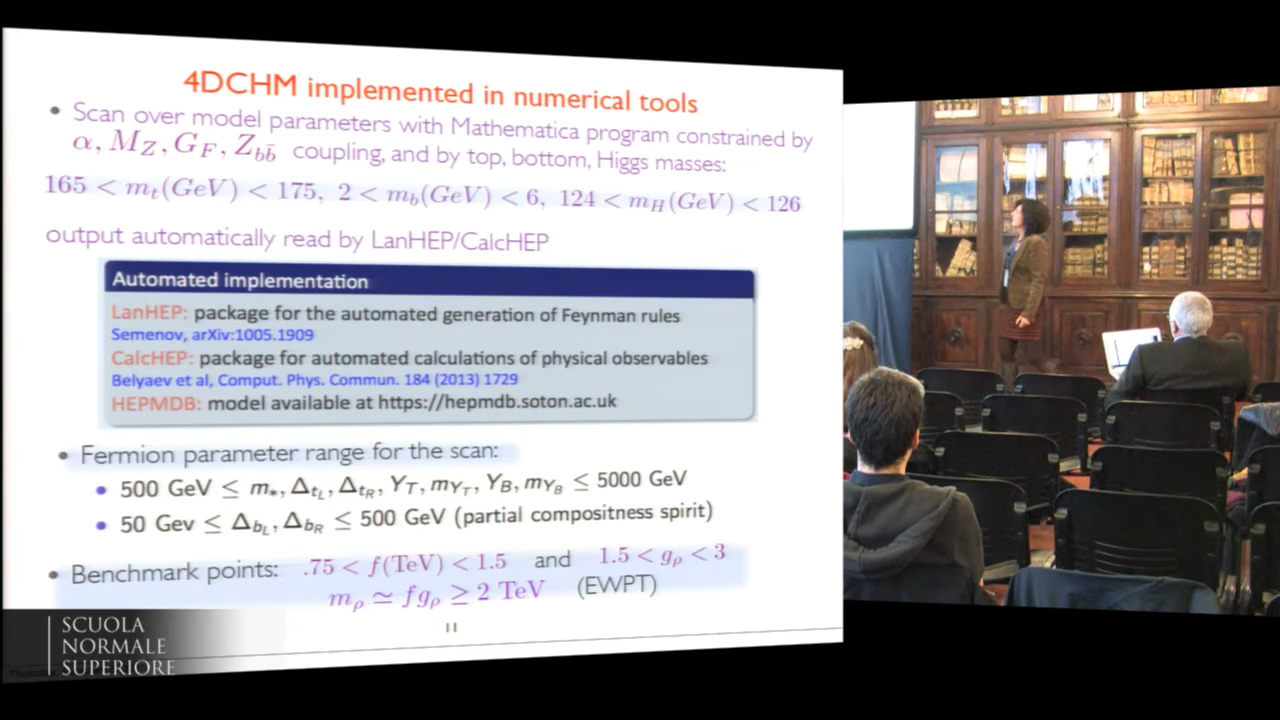 4DCHM implemented in numerical tools
• Scan over model parameters with Mathematica program constrained by
α, M_Z, G_F, Z_{bb̄} coupling, and by top, bottom, Higgs masses:
165 < m_t(GeV) < 175, 2 < m_b(GeV) < 6, 124 < m_H(GeV) < 126
output automatically read by LanHEP/CalcHEP
Automated implementation
LanHEP: package for the automated generation of Feynman rules
Semenov, arXiv:1005.1909
CalcHEP: package for automated calculations of physical observables
Belyaev et al, Comput. Phys. Commun. 184 (2013) 1729
HEPMDB: model available at https://hepmdb.soton.ac.uk
• Fermion parameter range for the scan:
• 500 GeV ≤ m_*, Δ_{t_L}, Δ_{t_R}, Y_T, m_{Y_T}, Y_B, m_{Y_B} ≤ 5000 GeV
• 50 Gev ≤ Δ_{b_L}, Δ_{b_R} ≤ 500 GeV (partial compositness spirit)
• Benchmark points: .75 < f(TeV) < 1.5 and 1.5 < g_ρ < 3
m_ρ ≃ fg_ρ ≥ 2 TeV (EWPT)
11
SCUOLA
NORMALE
SUPERIORE